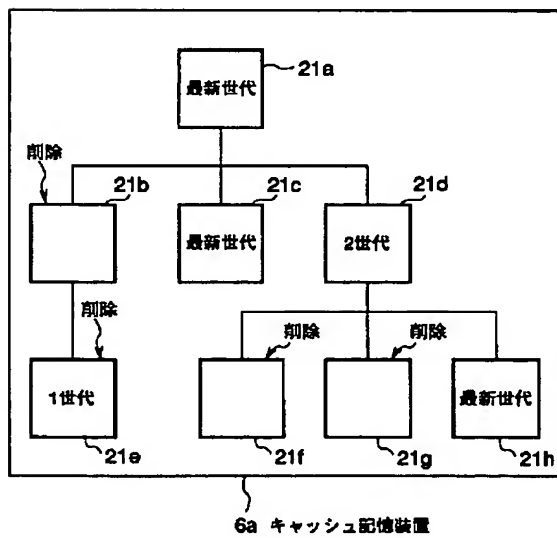 21a
最新世代
削除
21b
21c
21d
最新世代
2世代
削除
削除
削除
1世代
最新世代
21e
21f
21g
21h
6a キャッシュ記憶装置